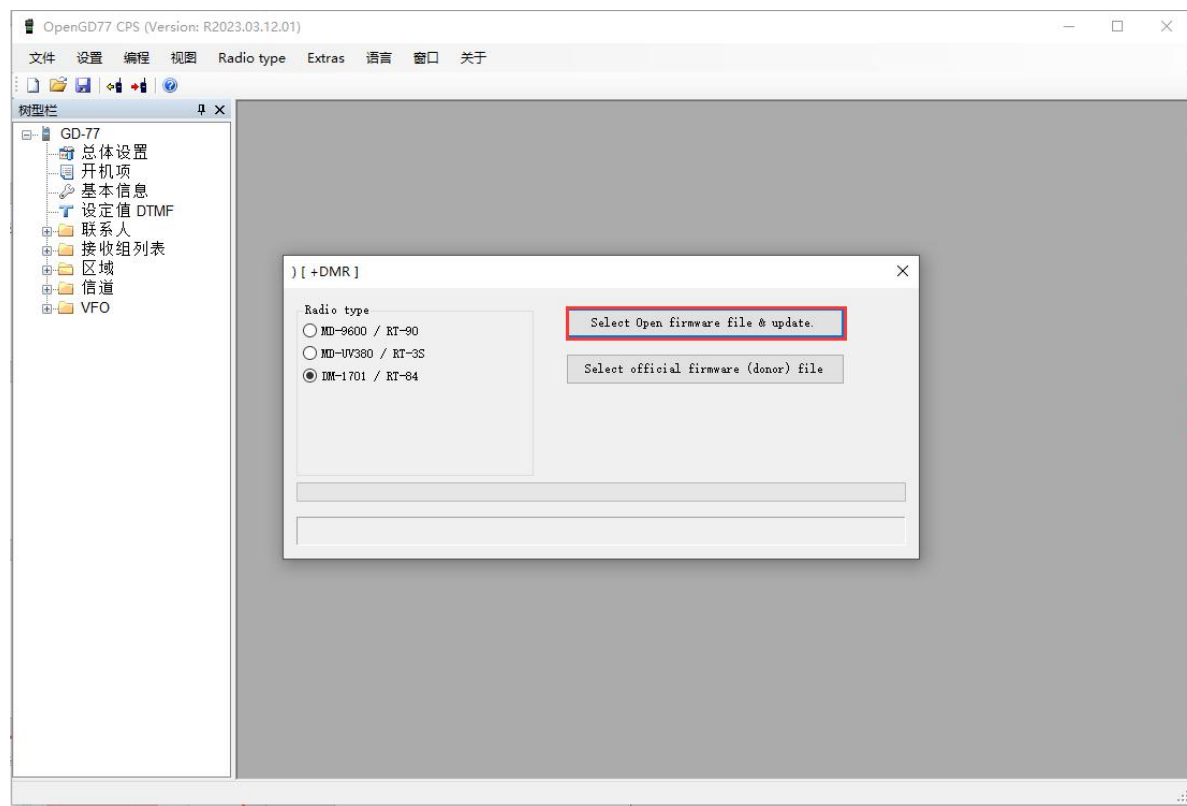 OpenGD77 CPS (Version: R2023.03.12.01)
文件 设置 编程 视图 Radio type Extras 语言 窗口 关于
树型栏
GD-77
总体设置
开机项
基本信息
设定值 DTMF
联系人
接收组列表
区域
信道
VFO
) [ +DMR ]
Radio type
MD-9600 / RT-90
MD-UV380 / RT-3S
DM-1701 / RT-84
Select Open firmware file & update.
Select official firmware (donor) file